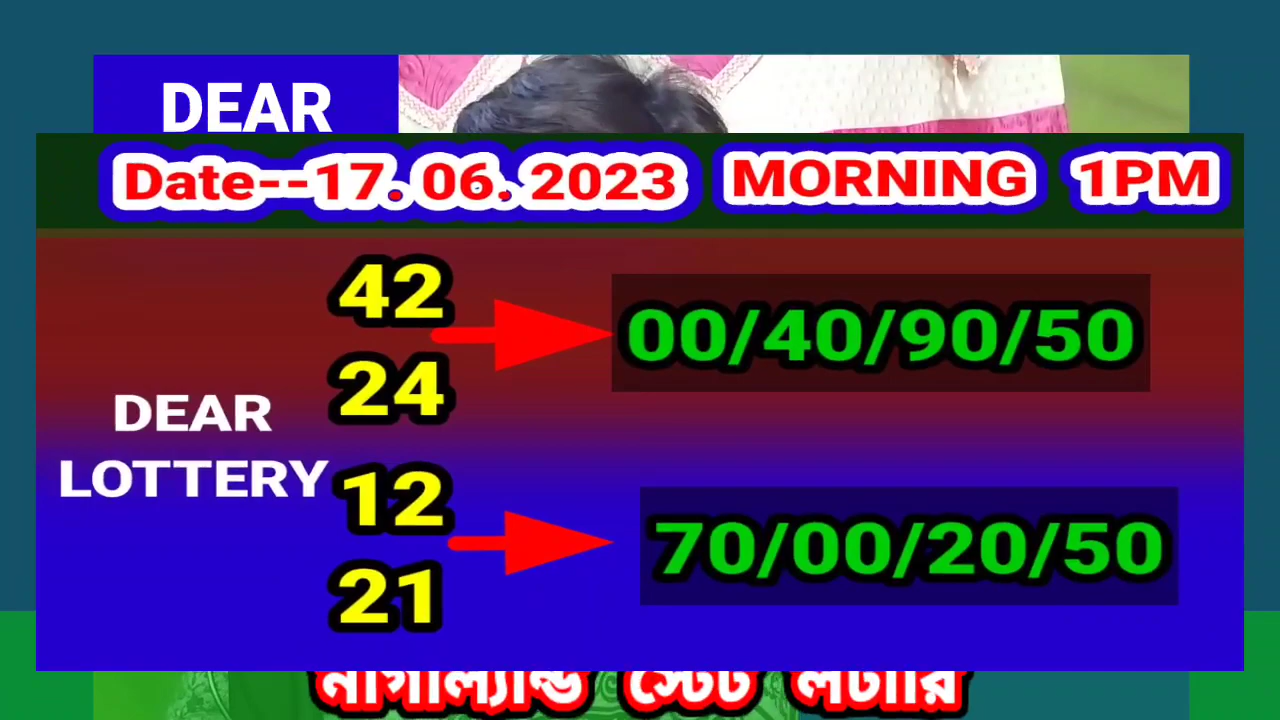 DEAR
Date--17. 06. 2023 MORNING 1PM
42
24
00/40/90/50
DEAR
LOTTERY
12
21
70/00/20/50
নাগাল্যান্ড স্টেট লটারি